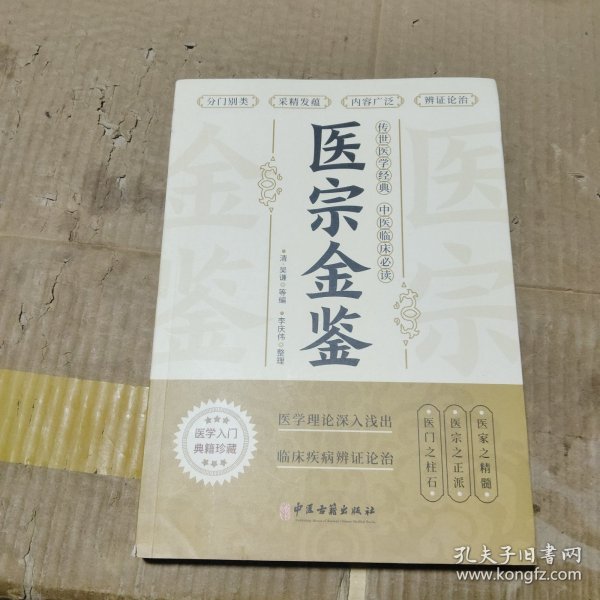 分门别类 采精发蕴 内容广泛 辨证论治
医宗金鉴
传世医学经典 中医临床必读
清 吴谦 等编
李庆伟 整理
医学入门
典籍珍藏
医学理论深入浅出
临床疾病辨证论治
医家之精髓
医宗之正派
医门之柱石
中医古籍出版社
医宗
金鉴
孔夫子旧书网
www.kongfz.com